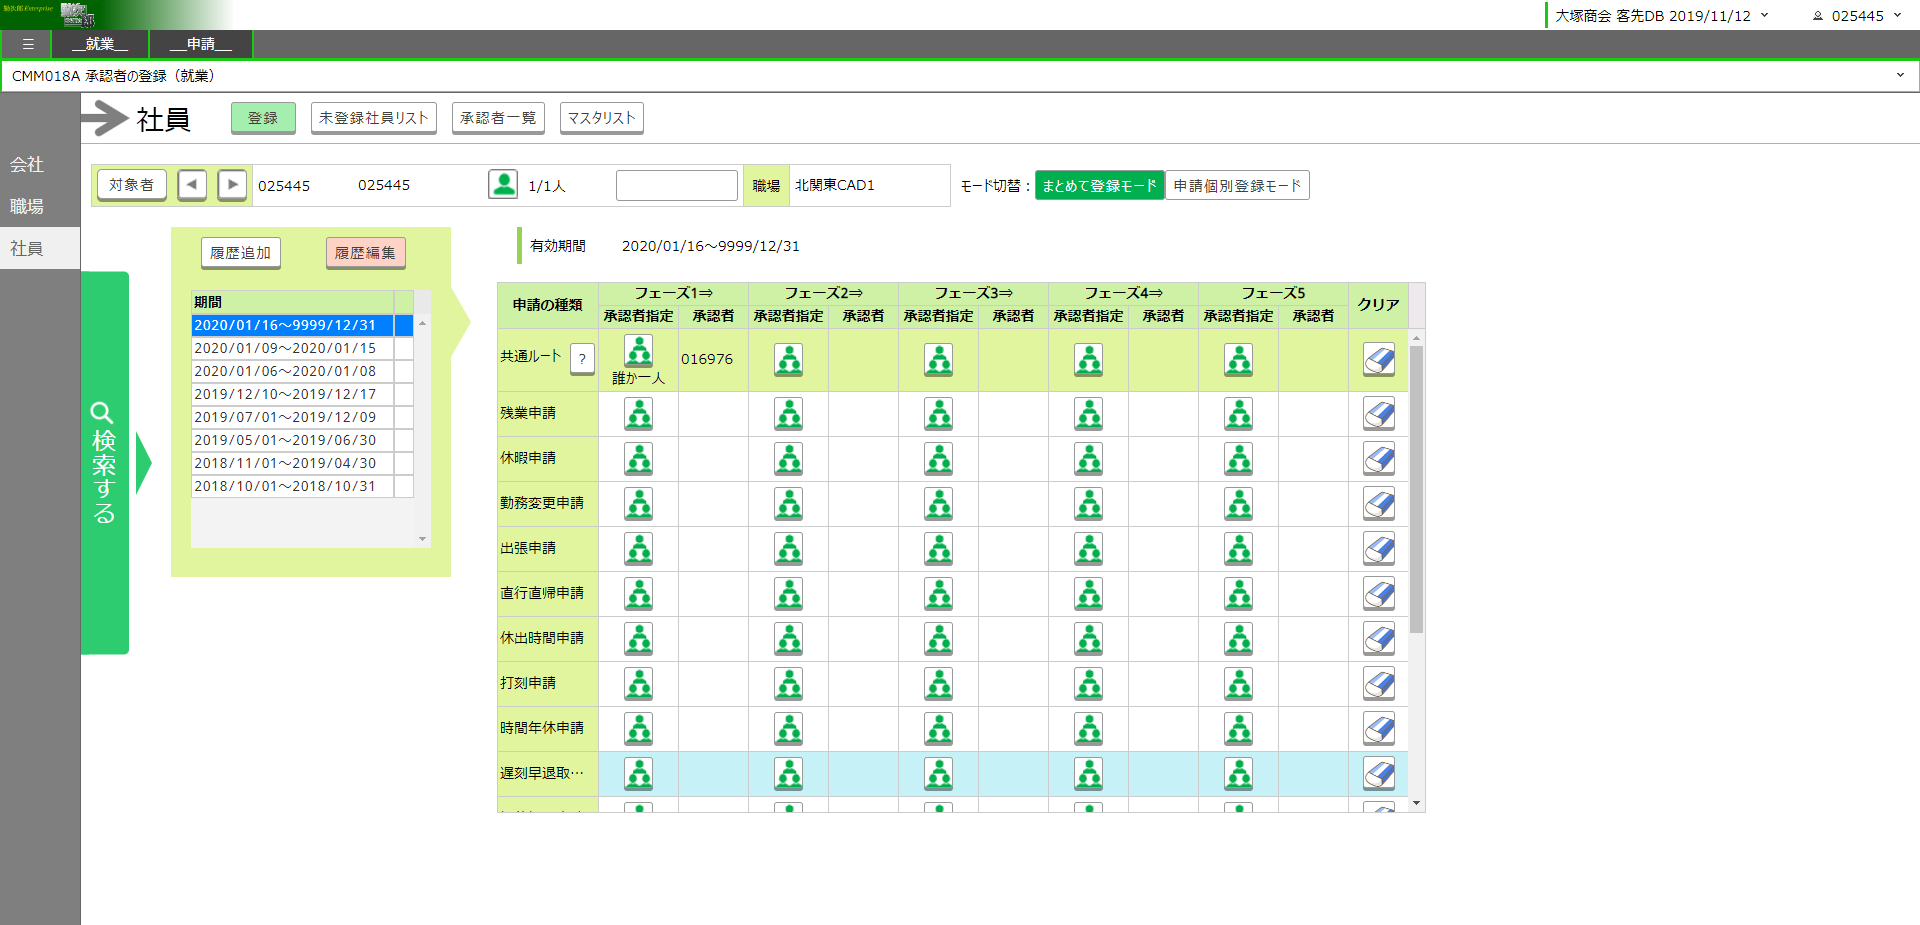 勤次郎Enterprise
大塚商会 客先DB 2019/11/12
025445
☰ __就業__ __申請__
CMM018A 承認者の登録（就業）
社員 登録 未登録社員リスト 承認者一覧 マスタリスト
会社
職場
社員
対象者 ◀ ▶ 025445 025445 1/1人 職場 北関東CAD1 モード切替： まとめて登録モード 申請個別登録モード
履歴追加 履歴編集
期間
2020/01/16～9999/12/31
2020/01/09～2020/01/15
2020/01/06～2020/01/08
2019/12/10～2019/12/17
2019/07/01～2019/12/09
2019/05/01～2019/06/30
2018/11/01～2019/04/30
2018/10/01～2018/10/31
検索する
有効期間 2020/01/16～9999/12/31
申請の種類 フェーズ1⇒ フェーズ2⇒ フェーズ3⇒ フェーズ4⇒ フェーズ5 クリア
承認者指定 承認者 承認者指定 承認者 承認者指定 承認者 承認者指定 承認者 承認者指定 承認者
共通ルート ? 誰か一人 016976
残業申請
休暇申請
勤務変更申請
出張申請
直行直帰申請
休出時間申請
打刻申請
時間年休申請
遅刻早退取…